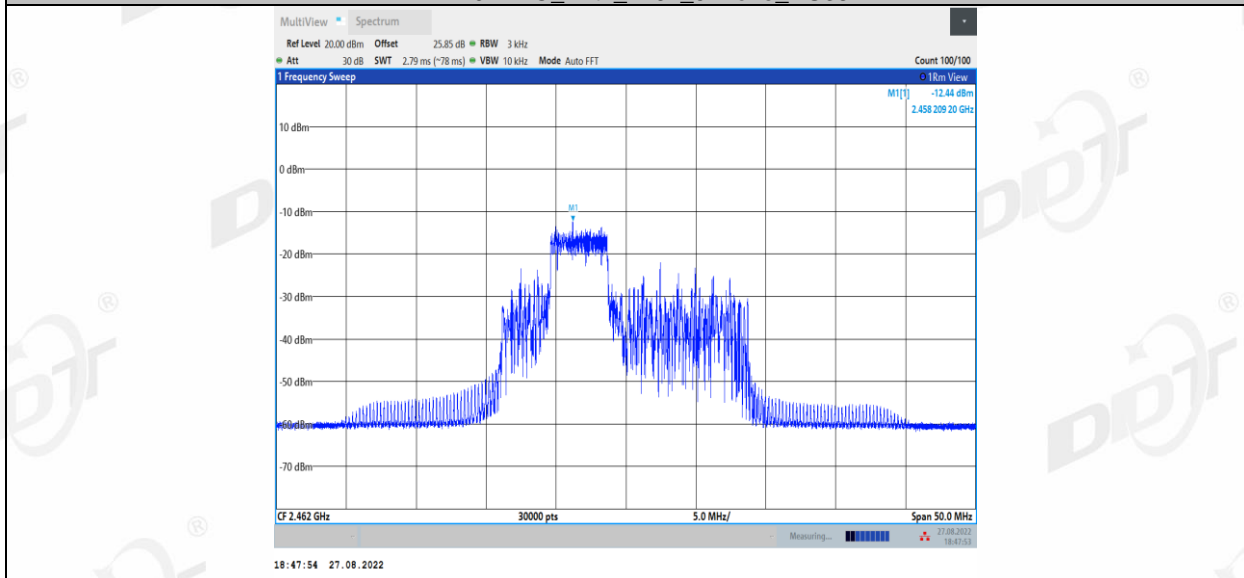 MultiView Spectrum
Ref Level 20.00 dBm Offset 25.85 dB RBW 3 kHz
Att 30 dB SWT 2.79 ms (~78 ms) VBW 10 kHz Mode Auto FFT Count 100/100
1 Frequency Sweep 1Rm View
M1[1] -12.44 dBm
2.458 209 20 GHz
10 dBm
0 dBm
M1
-10 dBm
-20 dBm
-30 dBm
-40 dBm
-50 dBm
-60 dBm
-70 dBm
CF 2.462 GHz 30000 pts 5.0 MHz/ Span 50.0 MHz
Measuring... 27.08.2022
18:47:53
18:47:54 27.08.2022
DDT
®